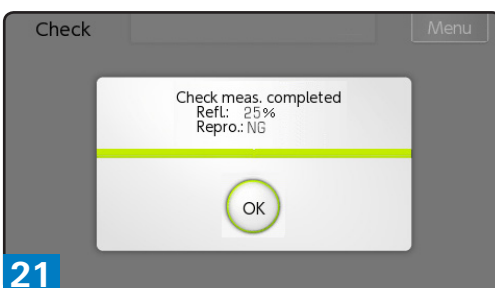 Check
Menu
Check meas. completed
Refl.: 25%
Repro.: NG
OK
21